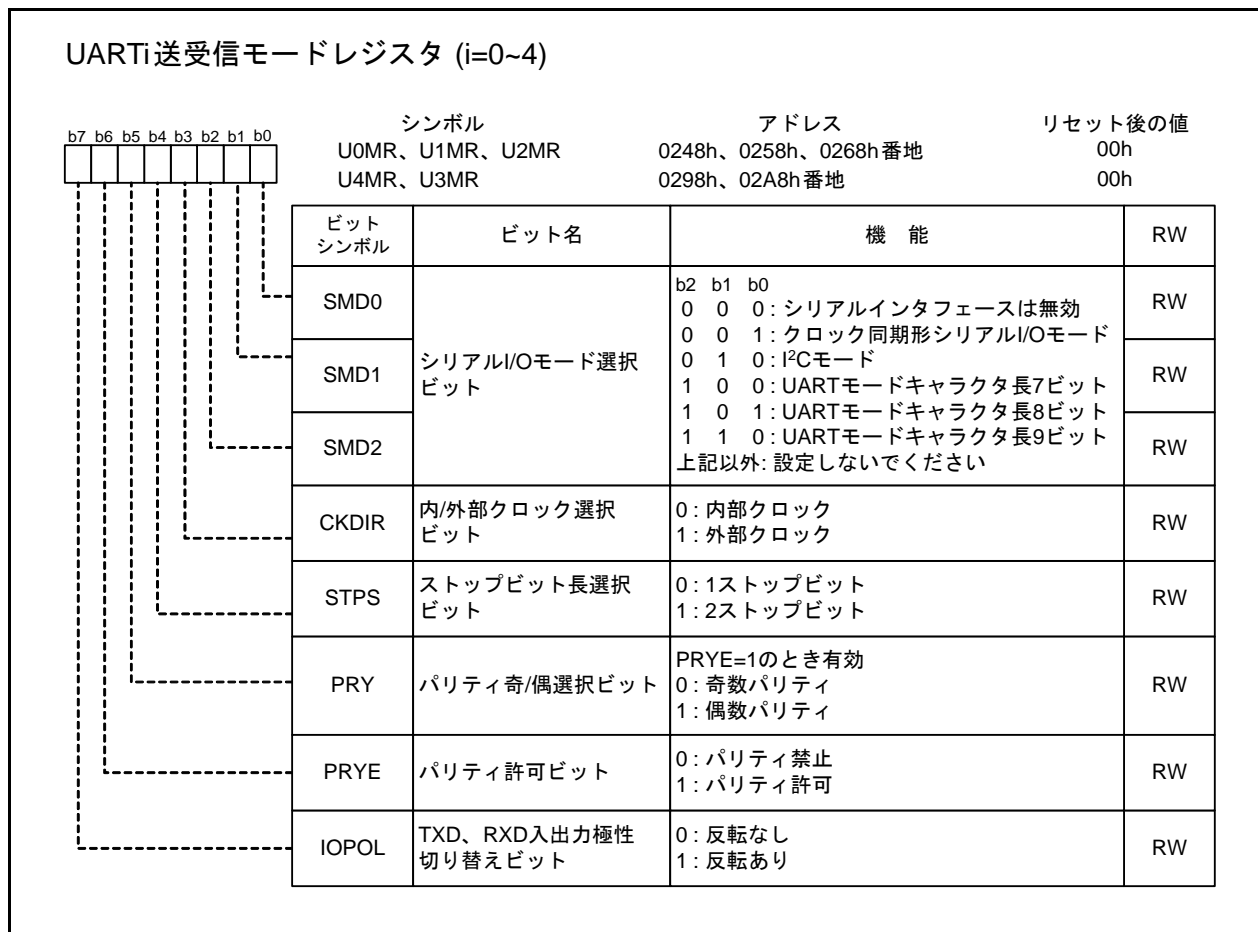 UARTi送受信モードレジスタ (i=0~4)
b7 b6 b5 b4 b3 b2 b1 b0
シンボル アドレス リセット後の値
U0MR、U1MR、U2MR 0248h、0258h、0268h番地 00h
U4MR、U3MR 0298h、02A8h番地 00h
ビット
シンボル
ビット名
機 能
RW
SMD0
SMD1
SMD2
シリアルI/Oモード選択
ビット
b2 b1 b0
0 0 0 : シリアルインタフェースは無効
0 0 1 : クロック同期形シリアルI/Oモード
0 1 0 : I²Cモード
1 0 0 : UARTモードキャラクタ長7ビット
1 0 1 : UARTモードキャラクタ長8ビット
1 1 0 : UARTモードキャラクタ長9ビット
上記以外: 設定しないでください
RW
RW
RW
CKDIR
内/外部クロック選択
ビット
0 : 内部クロック
1 : 外部クロック
RW
STPS
ストップビット長選択
ビット
0 : 1ストップビット
1 : 2ストップビット
RW
PRY
パリティ奇/偶選択ビット
PRYE=1のとき有効
0 : 奇数パリティ
1 : 偶数パリティ
RW
PRYE
パリティ許可ビット
0 : パリティ禁止
1 : パリティ許可
RW
IOPOL
TXD、RXD入出力極性
切り替えビット
0 : 反転なし
1 : 反転あり
RW